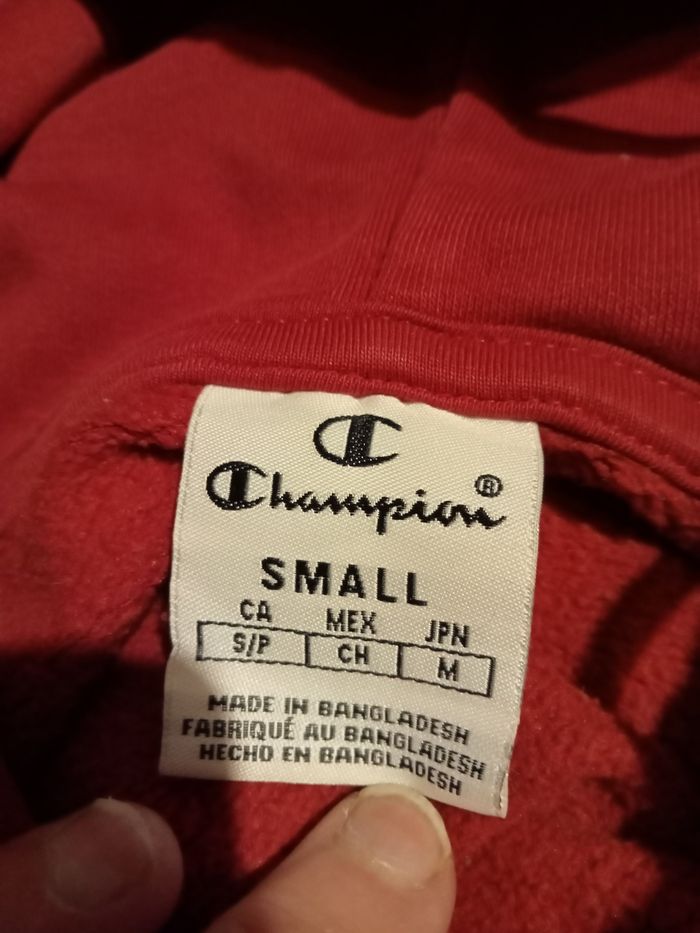 Champion®
SMALL
CA MEX JPN
S/P CH M
MADE IN BANGLADESH
FABRIQUÉ AU BANGLADESH
HECHO EN BANGLADESH